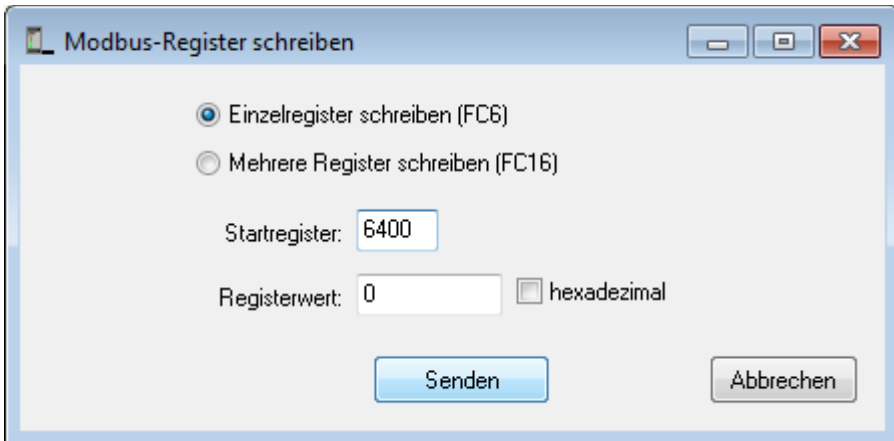 Modbus-Register schreiben
Einzelregister schreiben (FC6)
Mehrere Register schreiben (FC16)
Startregister: 6400
Registerwert: 0 hexadezimal
Senden Abbrechen